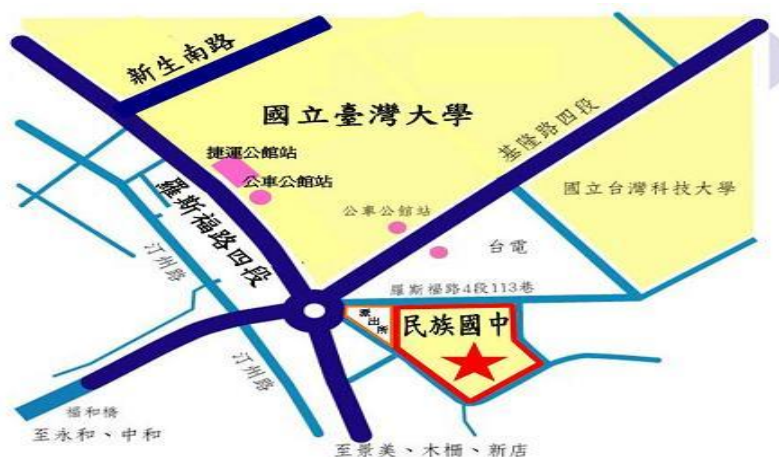 新生南路
國立臺灣大學
基隆路四段
捷運公館站
公車公館站
國立台灣科技大學
公車公館站
羅斯福路四段
台電
汀州路
羅斯福路4段113巷
派出所
民族國中
汀州路
福和橋
至永和、中和
至景美、木柵、新店